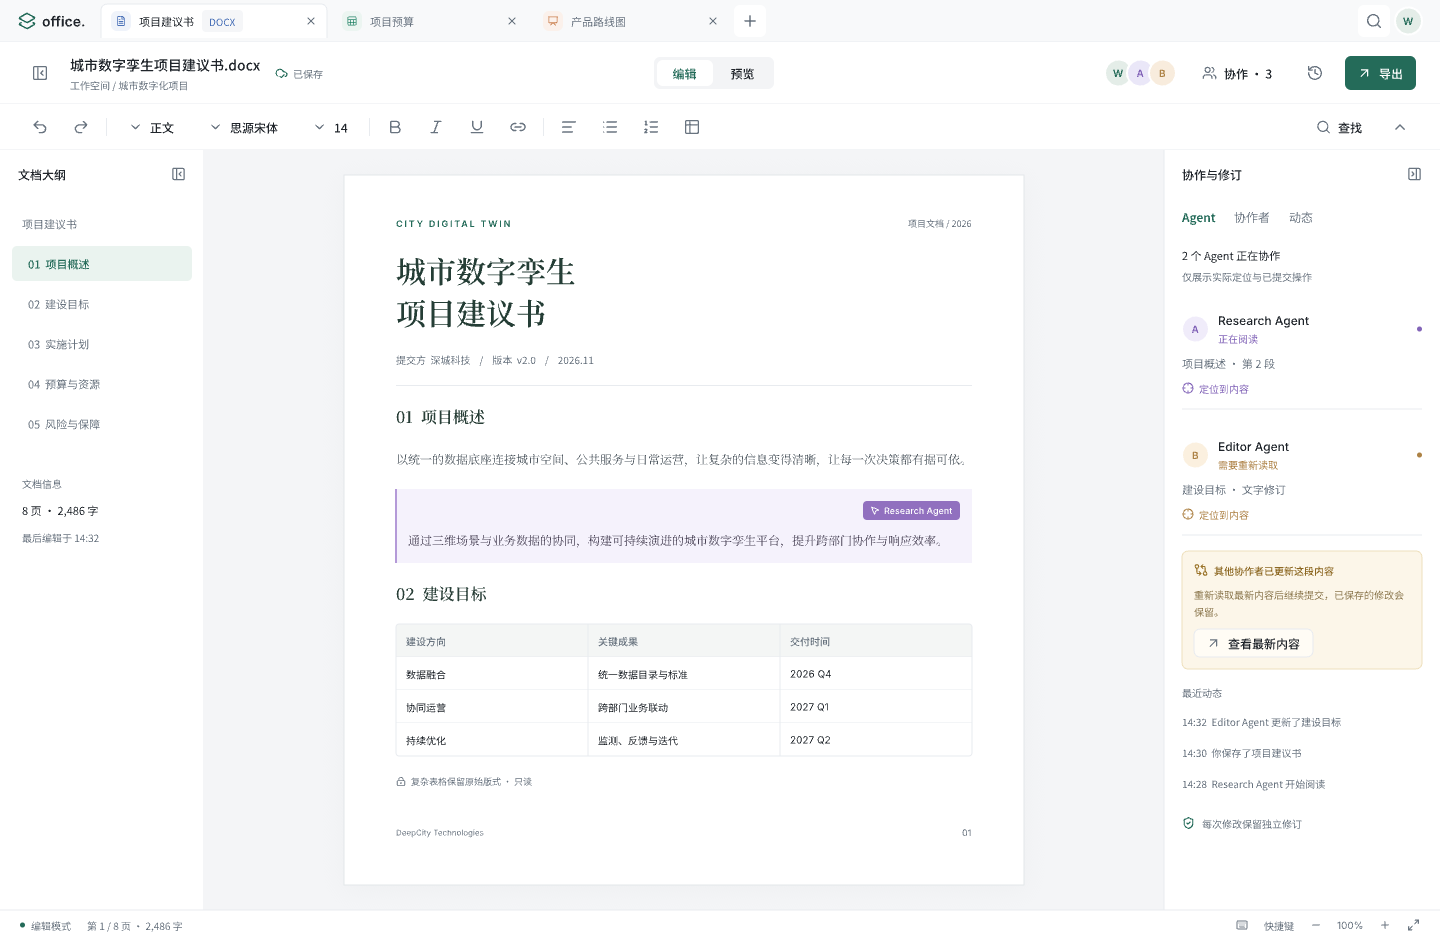 office.
项目建议书 DOCX
项目预算
产品路线图
W
城市数字孪生项目建议书.docx
工作空间 / 城市数字化项目
已保存
编辑 预览
W A B
协作 · 3
导出
正文 思源宋体 14
B I U
查找
文档大纲
项目建议书
01 项目概述
02 建设目标
03 实施计划
04 预算与资源
05 风险与保障
文档信息
8 页 · 2,486 字
最后编辑于 14:32
CITY DIGITAL TWIN 项目文档 / 2026
城市数字孪生
项目建议书
提交方 深城科技 / 版本 v2.0 / 2026.11
01 项目概述
以统一的数据底座连接城市空间、公共服务与日常运营，让复杂的信息变得清晰，让每一次决策都有据可依。
Research Agent
通过三维场景与业务数据的协同，构建可持续演进的城市数字孪生平台，提升跨部门协作与响应效率。
02 建设目标
建设方向 关键成果 交付时间
数据融合 统一数据目录与标准 2026 Q4
协同运营 跨部门业务联动 2027 Q1
持续优化 监测、反馈与迭代 2027 Q2
复杂表格保留原始版式 · 只读
DeepCity Technologies 01
协作与修订
Agent 协作者 动态
2 个 Agent 正在协作
仅展示实际定位与已提交操作
A Research Agent
正在阅读
项目概述 · 第 2 段
定位到内容
B Editor Agent
需要重新读取
建设目标 · 文字修订
定位到内容
其他协作者已更新这段内容
重新读取最新内容后继续提交，已保存的修改会
保留。
查看最新内容
最近动态
14:32 Editor Agent 更新了建设目标
14:30 你保存了项目建议书
14:28 Research Agent 开始阅读
每次修改保留独立修订
编辑模式 第 1 / 8 页 · 2,486 字
快捷键 − 100% +